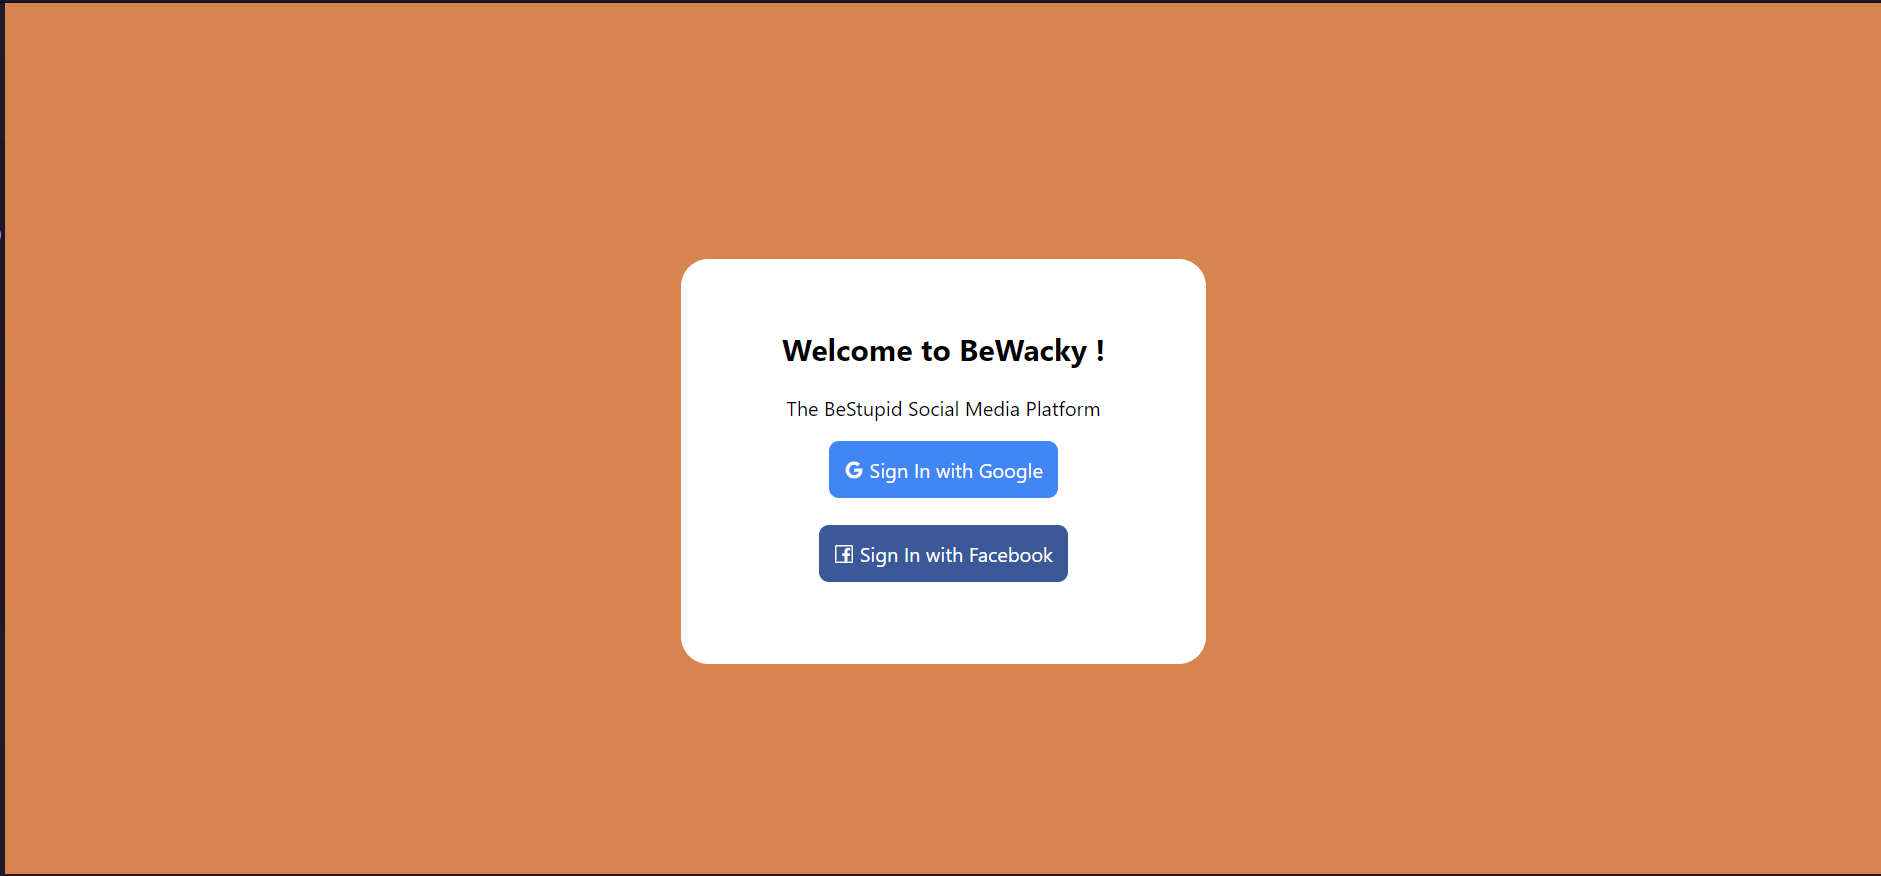 Welcome to BeWacky !
The BeStupid Social Media Platform
Sign In with Google
Sign In with Facebook